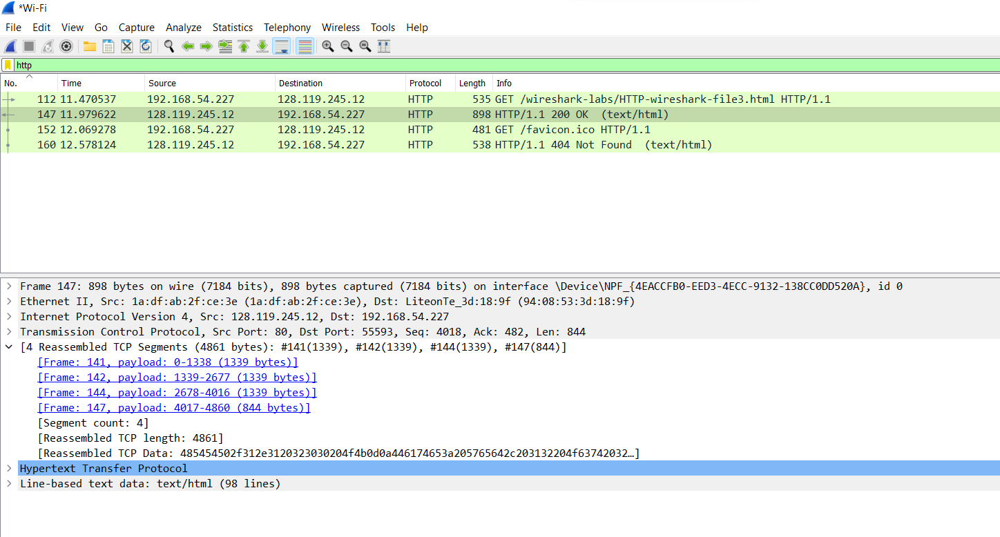 *Wi-Fi
File Edit View Go Capture Analyze Statistics Telephony Wireless Tools Help
http
No. Time Source Destination Protocol Length Info
112 11.470537 192.168.54.227 128.119.245.12 HTTP 535 GET /wireshark-labs/HTTP-wireshark-file3.html HTTP/1.1
147 11.979622 128.119.245.12 192.168.54.227 HTTP 898 HTTP/1.1 200 OK (text/html)
152 12.069278 192.168.54.227 128.119.245.12 HTTP 481 GET /favicon.ico HTTP/1.1
160 12.578124 128.119.245.12 192.168.54.227 HTTP 538 HTTP/1.1 404 Not Found (text/html)
Frame 147: 898 bytes on wire (7184 bits), 898 bytes captured (7184 bits) on interface \Device\NPF_{4EACCFB0-EED3-4ECC-9132-138CC0DD520A}, id 0
Ethernet II, Src: 1a:df:ab:2f:ce:3e (1a:df:ab:2f:ce:3e), Dst: LiteonTe_3d:18:9f (94:08:53:3d:18:9f)
Internet Protocol Version 4, Src: 128.119.245.12, Dst: 192.168.54.227
Transmission Control Protocol, Src Port: 80, Dst Port: 55593, Seq: 4018, Ack: 482, Len: 844
[4 Reassembled TCP Segments (4861 bytes): #141(1339), #142(1339), #144(1339), #147(844)]
[Frame: 141, payload: 0-1338 (1339 bytes)]
[Frame: 142, payload: 1339-2677 (1339 bytes)]
[Frame: 144, payload: 2678-4016 (1339 bytes)]
[Frame: 147, payload: 4017-4860 (844 bytes)]
[Segment count: 4]
[Reassembled TCP length: 4861]
[Reassembled TCP Data: 485454502f312e3120323030204f4b0d0a446174653a205765642c203132204f63742032…]
Hypertext Transfer Protocol
Line-based text data: text/html (98 lines)